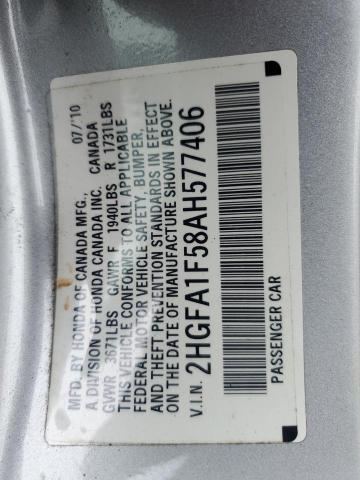 MFD. BY HONDA OF CANADA MFG. 07/'10
A DIVISION OF HONDA CANADA INC. CANADA
GVWR 3671LBS GAWR F 1940LBS R 1731LBS
THIS VEHICLE CONFORMS TO ALL APPLICABLE
FEDERAL MOTOR VEHICLE SAFETY, BUMPER,
AND THEFT PREVENTION STANDARDS IN EFFECT
ON THE DATE OF MANUFACTURE SHOWN ABOVE.
V.I.N. 2HGFA1F58AH577406
PASSENGER CAR